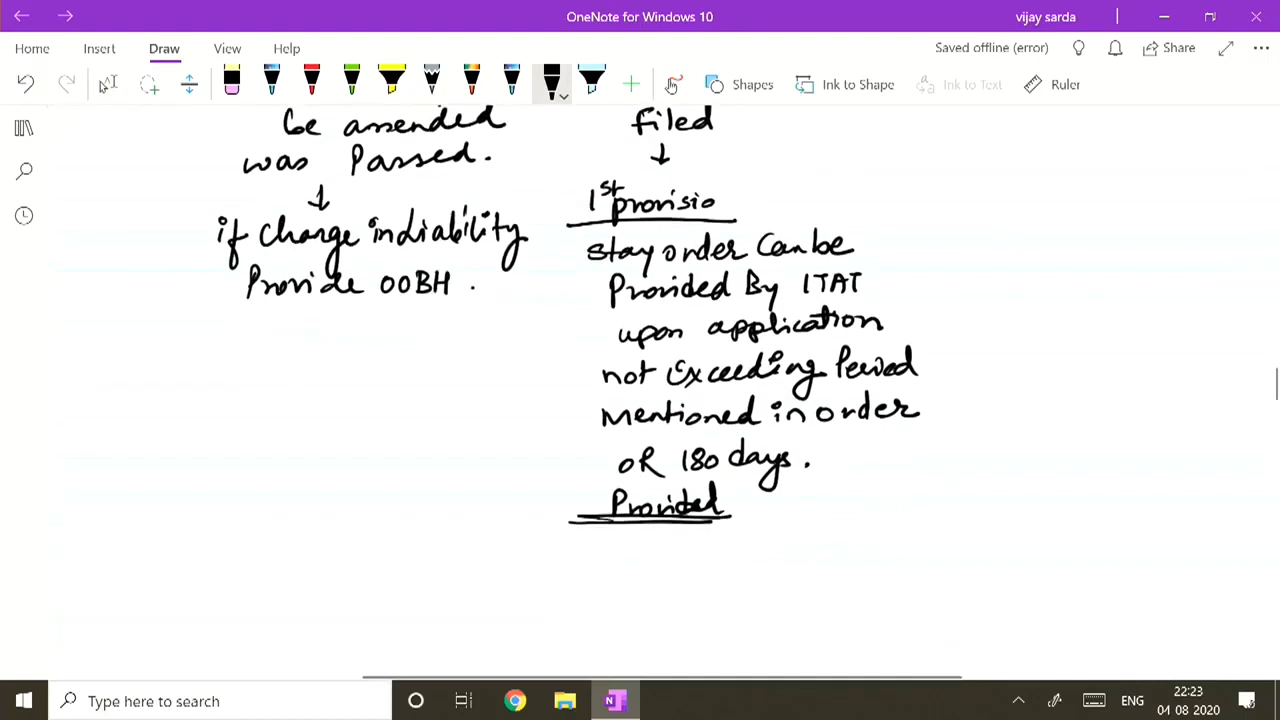 OneNote for Windows 10
vijay sarda
Home Insert Draw View Help
Saved offline (error)
Share
Shapes
Ink to Shape
Ink to Text
Ruler
be amended
was Passed.
if change in liability
Provide OOBH.
filed
1st provisio
stay order can be
Provided By ITAT
upon application
not Exceeding Period
Mentioned in order
OR 180 days.
Provided
Type here to search
ENG
22:23
04-08-2020